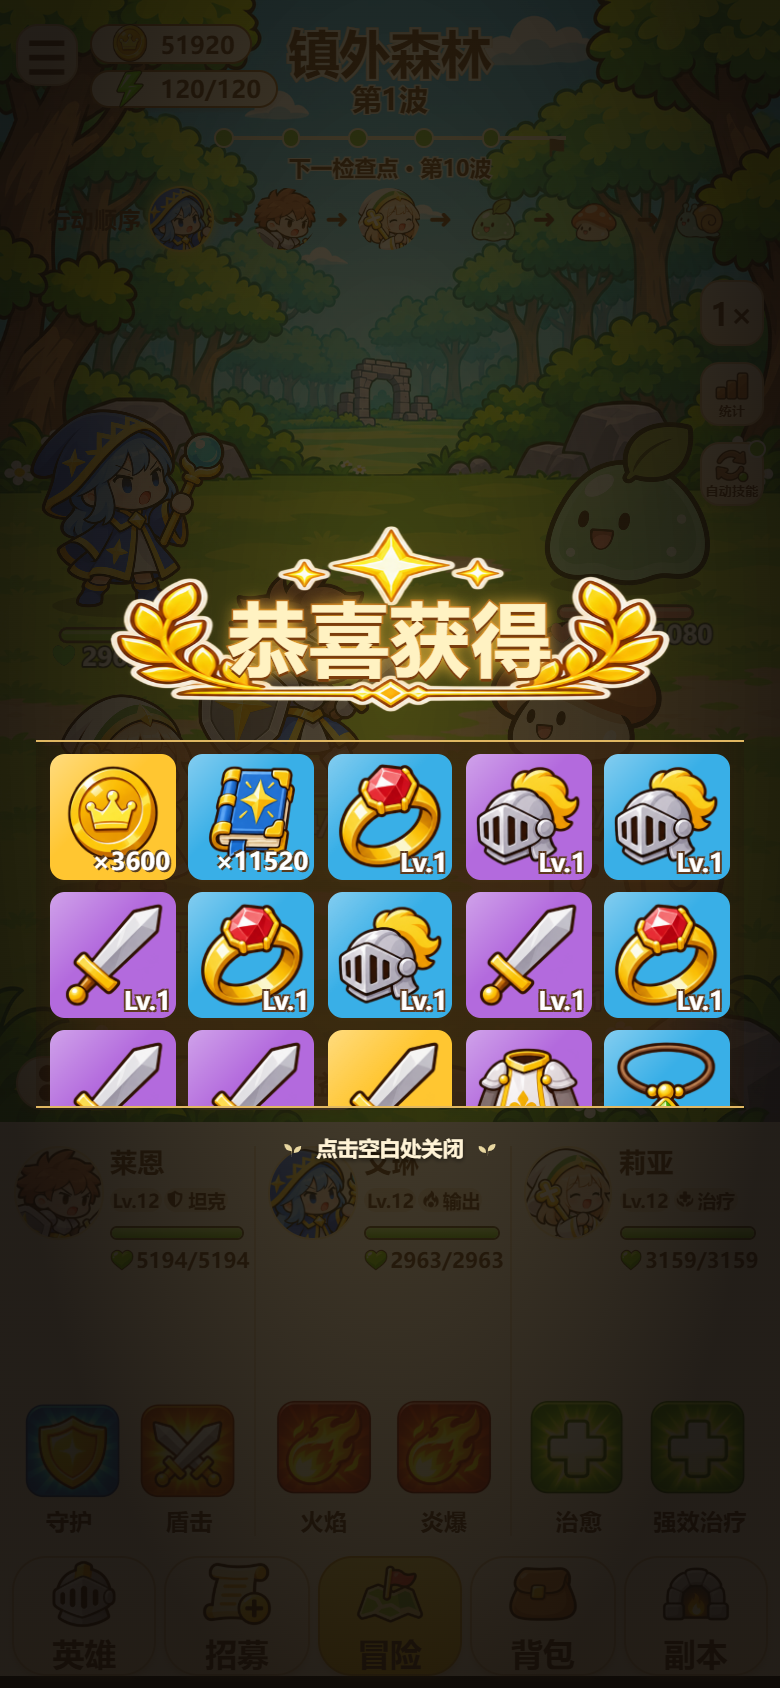 51920
镇外森林
120/120
第1波
下一检查点·第10波
行动顺序
1×
统计
自动技能
恭喜获得
×3600
×11520
Lv.1
Lv.1
Lv.1
Lv.1
Lv.1
Lv.1
Lv.1
Lv.1
点击空白处关闭
莱恩
艾琳
莉亚
Lv.12 坦克
Lv.12 输出
Lv.12 治疗
5194/5194
2963/2963
3159/3159
守护
盾击
火焰
炎爆
治愈
强效治疗
英雄
招募
冒险
背包
副本